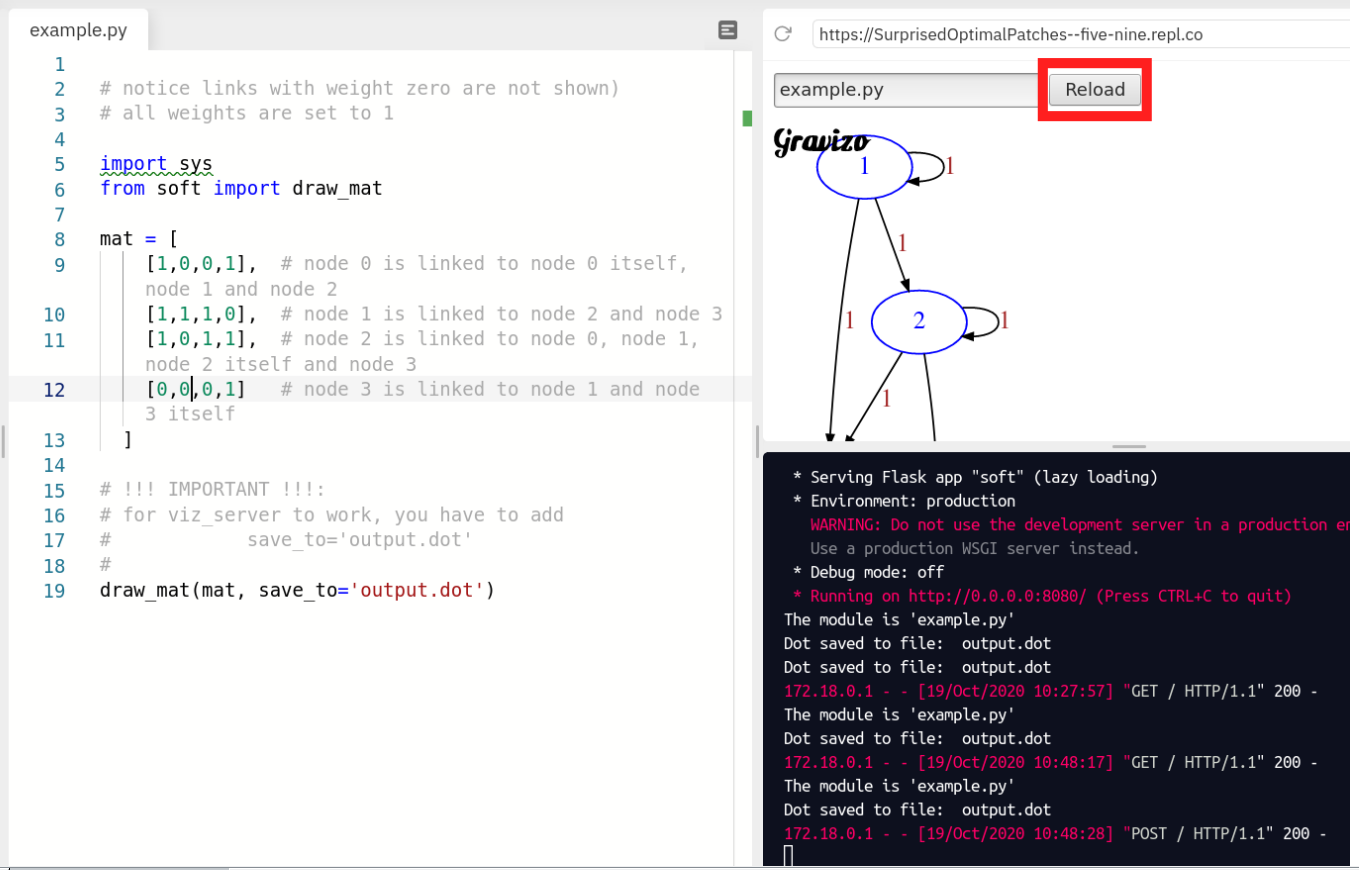 example.py
1
2 # notice links with weight zero are not shown)
3 # all weights are set to 1
4
5 import sys
6 from soft import draw_mat
7
8 mat = [
9 [1,0,0,1],  # node 0 is linked to node 0 itself,
node 1 and node 2
10 [1,1,1,0],  # node 1 is linked to node 2 and node 3
11 [1,0,1,1],  # node 2 is linked to node 0, node 1,
node 2 itself and node 3
12 [0,0,0,1]   # node 3 is linked to node 1 and node
3 itself
13 ]
14
15 # !!! IMPORTANT !!!:
16 # for viz_server to work, you have to add
17 #            save_to='output.dot'
18 #
19 draw_mat(mat, save_to='output.dot')
https://SurprisedOptimalPatches--five-nine.repl.co
example.py Reload
Gravizo
1 1
1
2 1
1
1
* Serving Flask app "soft" (lazy loading)
* Environment: production
WARNING: Do not use the development server in a production
Use a production WSGI server instead.
* Debug mode: off
* Running on http://0.0.0.0:8080/ (Press CTRL+C to quit)
The module is 'example.py'
Dot saved to file:  output.dot
Dot saved to file:  output.dot
172.18.0.1 - - [19/Oct/2020 10:27:57] "GET / HTTP/1.1" 200 -
The module is 'example.py'
Dot saved to file:  output.dot
172.18.0.1 - - [19/Oct/2020 10:48:17] "GET / HTTP/1.1" 200 -
The module is 'example.py'
Dot saved to file:  output.dot
172.18.0.1 - - [19/Oct/2020 10:48:28] "POST / HTTP/1.1" 200 -